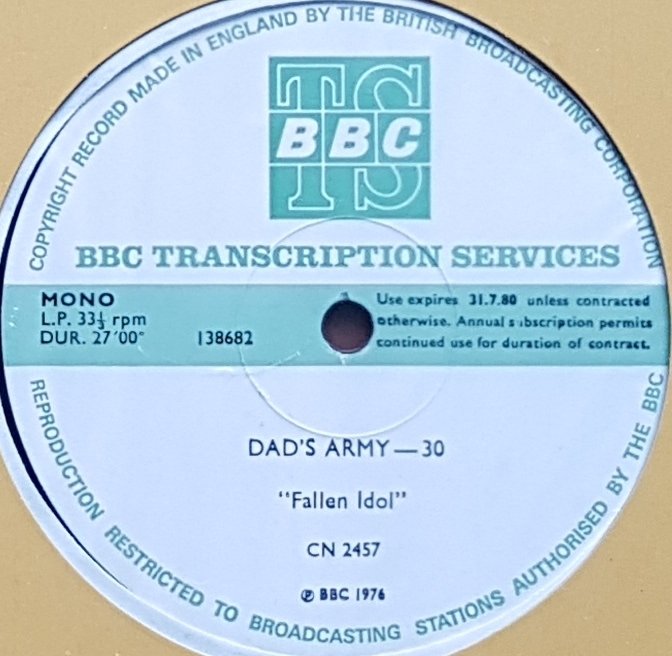 COPYRIGHT RECORD MADE IN ENGLAND BY THE BRITISH BROADCASTING CORPORATION
TS
BBC
BBC TRANSCRIPTION SERVICES
MONO
L.P. 33⅓ rpm
DUR. 27'00"
138682
Use expires 31.7.80 unless contracted
otherwise. Annual subscription permits
continued use for duration of contract.
DAD'S ARMY — 30
"Fallen Idol"
CN 2457
℗ BBC 1976
REPRODUCTION RESTRICTED TO BROADCASTING STATIONS AUTHORISED BY THE BBC